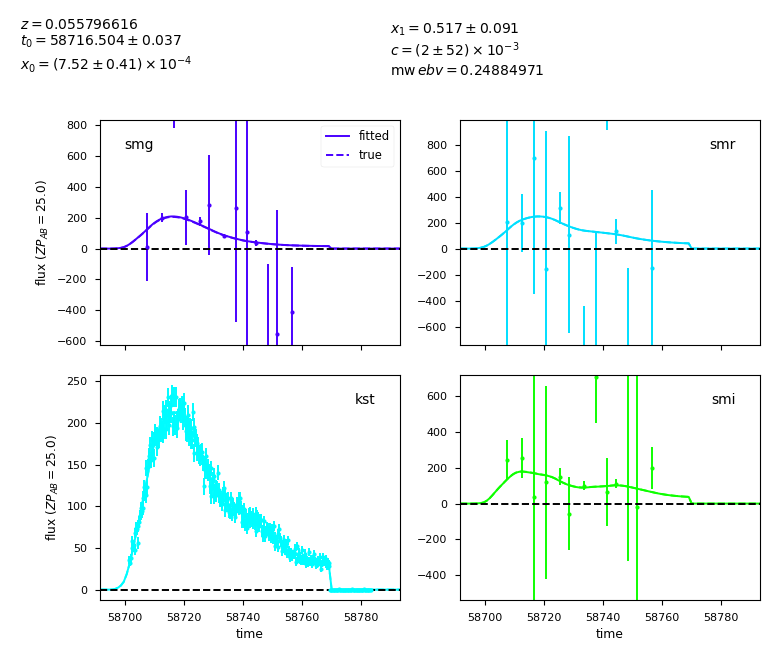 z = 0.055796616
t₀ = 58716.504 ± 0.037
x₀ = (7.52 ± 0.41) × 10⁻⁴
x₁ = 0.517 ± 0.091
c = (2 ± 52) × 10⁻³
mw ebv = 0.24884971
smg
fitted
true
800
600
400
200
0
−200
−400
−600
flux (ZP_AB = 25.0)
smr
800
600
400
200
0
−200
−400
−600
kst
250
200
150
100
50
0
flux (ZP_AB = 25.0)
58700 58720 58740 58760 58780
time
smi
600
400
200
0
−200
−400
58700 58720 58740 58760 58780
time